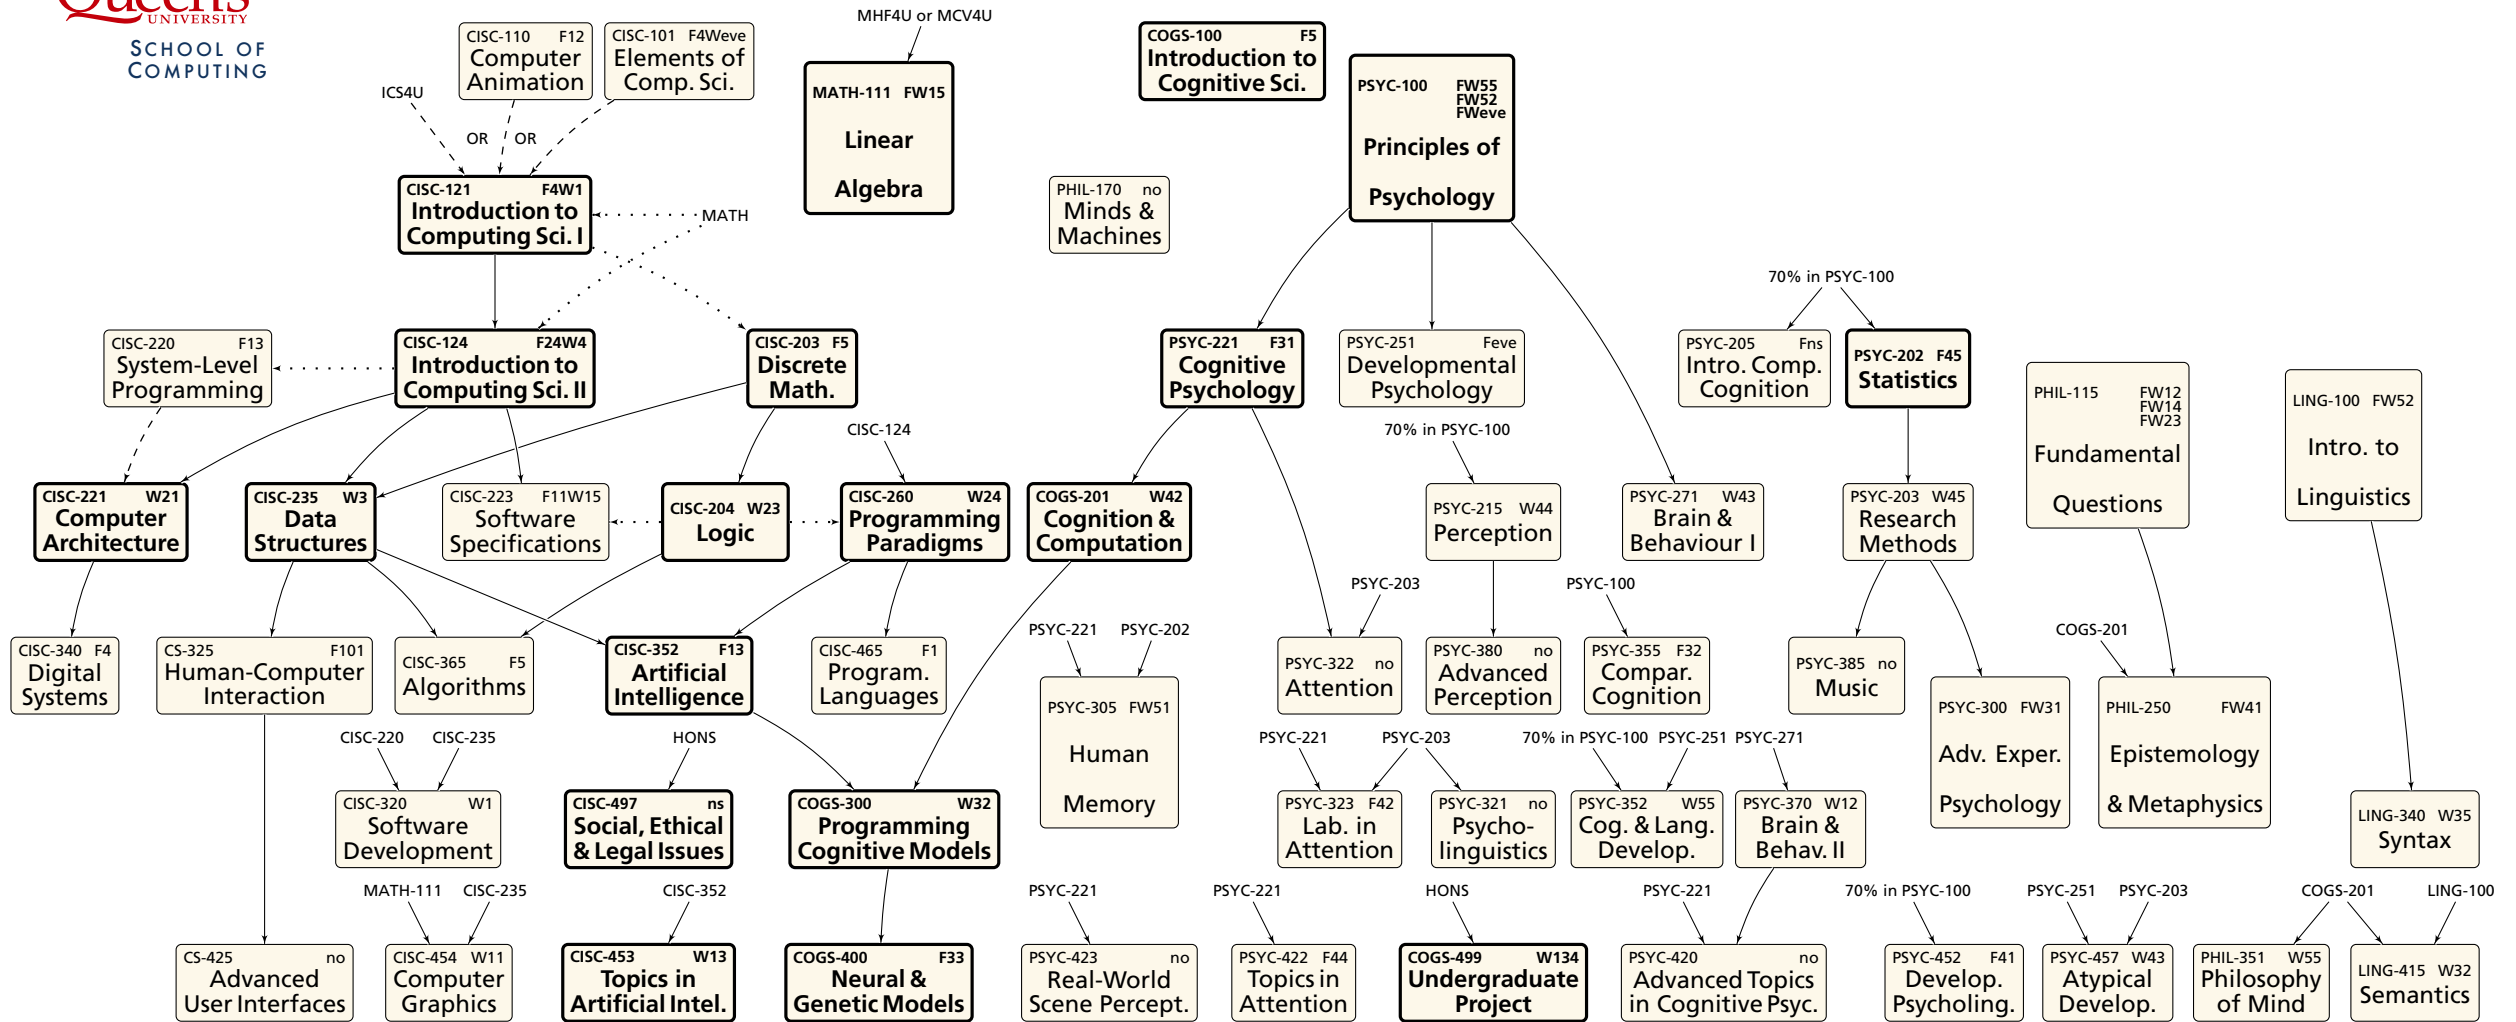 Queen's
UNIVERSITY
SCHOOL OF
COMPUTING
MHF4U or MCV4U
CISC-110 F12
Computer
Animation
CISC-101 F4Weve
Elements of
Comp. Sci.
COGS-100 F5
Introduction to
Cognitive Sci.
ICS4U
OR OR
MATH-111 FW15
Linear
Algebra
PSYC-100 FW55
FW52
FWeve
Principles of
Psychology
CISC-121 F4W1
Introduction to
Computing Sci. I
MATH
PHIL-170 no
Minds &
Machines
70% in PSYC-100
CISC-220 F13
System-Level
Programming
CISC-124 F24W4
Introduction to
Computing Sci. II
CISC-203 F5
Discrete
Math.
PSYC-221 F31
Cognitive
Psychology
PSYC-251 Feve
Developmental
Psychology
PSYC-205 Fns
Intro. Comp.
Cognition
PSYC-202 F45
Statistics
PHIL-115 FW12
FW14
FW23
Fundamental
Questions
LING-100 FW52
Intro. to
Linguistics
CISC-124
70% in PSYC-100
CISC-221 W21
Computer
Architecture
CISC-235 W3
Data
Structures
CISC-223 F11W15
Software
Specifications
CISC-204 W23
Logic
CISC-260 W24
Programming
Paradigms
COGS-201 W42
Cognition &
Computation
PSYC-215 W44
Perception
PSYC-271 W43
Brain &
Behaviour I
PSYC-203 W45
Research
Methods
PSYC-203
PSYC-100
PSYC-221
PSYC-202
COGS-201
CISC-340 F4
Digital
Systems
CS-325 F101
Human-Computer
Interaction
CISC-365 F5
Algorithms
CISC-352 F13
Artificial
Intelligence
CISC-465 F1
Program.
Languages
PSYC-305 FW51
Human
Memory
PSYC-322 no
Attention
PSYC-380 no
Advanced
Perception
PSYC-355 F32
Compar.
Cognition
PSYC-385 no
Music
PSYC-300 FW31
Adv. Exper.
Psychology
PHIL-250 FW41
Epistemology
& Metaphysics
CISC-220
CISC-235
HONS
PSYC-221
PSYC-203
70% in PSYC-100
PSYC-251
PSYC-271
CISC-320 W1
Software
Development
CISC-497 ns
Social, Ethical
& Legal Issues
COGS-300 W32
Programming
Cognitive Models
PSYC-323 F42
Lab. in
Attention
PSYC-321 no
Psycho-
linguistics
PSYC-352 W55
Cog. & Lang.
Develop.
PSYC-370 W12
Brain &
Behav. II
LING-340 W35
Syntax
MATH-111
CISC-235
CISC-352
PSYC-221
PSYC-221
HONS
PSYC-221
70% in PSYC-100
PSYC-251
PSYC-203
COGS-201
LING-100
CS-425 no
Advanced
User Interfaces
CISC-454 W11
Computer
Graphics
CISC-453 W13
Topics in
Artificial Intel.
COGS-400 F33
Neural &
Genetic Models
PSYC-423 no
Real-World
Scene Percept.
PSYC-422 F44
Topics in
Attention
COGS-499 W134
Undergraduate
Project
PSYC-420 no
Advanced Topics
in Cognitive Psyc.
PSYC-452 F41
Develop.
Psycholing.
PSYC-457 W43
Atypical
Develop.
PHIL-351 W55
Philosophy
of Mind
LING-415 W32
Semantics